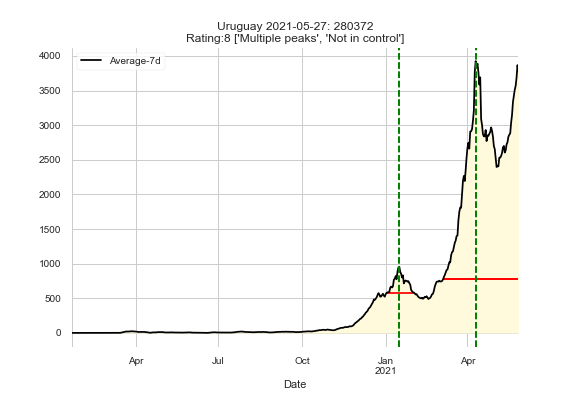 Uruguay 2021-05-27: 280372
Rating:8 ['Multiple peaks', 'Not in control']
Average-7d
4000
3500
3000
2500
2000
1500
1000
500
0
Apr
Jul
Oct
Jan
2021
Apr
Date